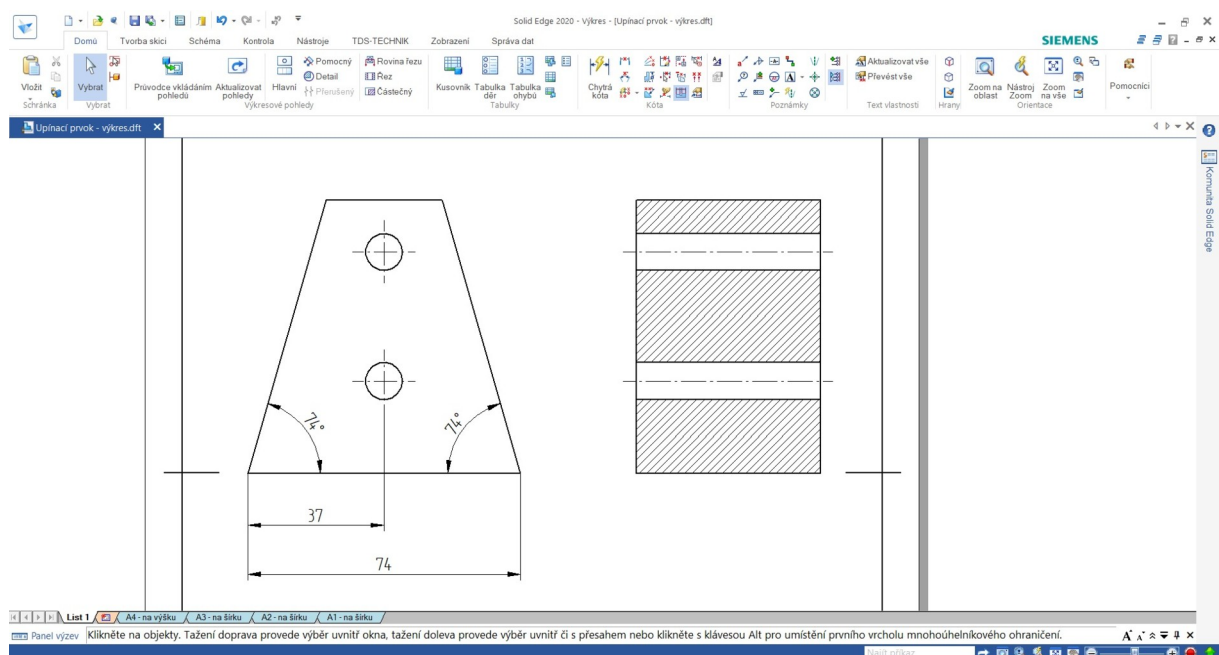 Solid Edge 2020 - Výkres - [Upínací prvok - výkres.dft]
Domů Tvorba skici Schéma Kontrola Nástroje TDS-TECHNIK Zobrazení Správa dat SIEMENS
Vložit
Schránka
Vybrat
Vybrat
Průvodce vkládáním
pohledů
Aktualizovat
pohledy
Hlavní
Pomocný
Detail
Přerušený
Rovina řezu
Řez
Částečný
Výkresové pohledy
Kusovník
Tabulka
děr
Tabulka
ohybů
Tabulky
Chytrá
kóta
Kóta
A
Poznámky
Aktualizovat vše
Převést vše
Text vlastnosti
Hrany
Zoom na
oblast
Nástroj
Zoom
Zoom
na vše
Orientace
Pomocníci
Upínací prvok - výkres.dft
Komunita Solid Edge
74°
74°
37
74
List 1 A4 - na výšku A3 - na šírku A2 - na šírku A1 - na šírku
Panel výzev Klikněte na objekty. Tažení doprava provede výběr uvnitř okna, tažení doleva provede výběr uvnitř či s přesahem nebo klikněte s klávesou Alt pro umístění prvního vrcholu mnohoúhelníkového ohraničení.
Najít příkaz